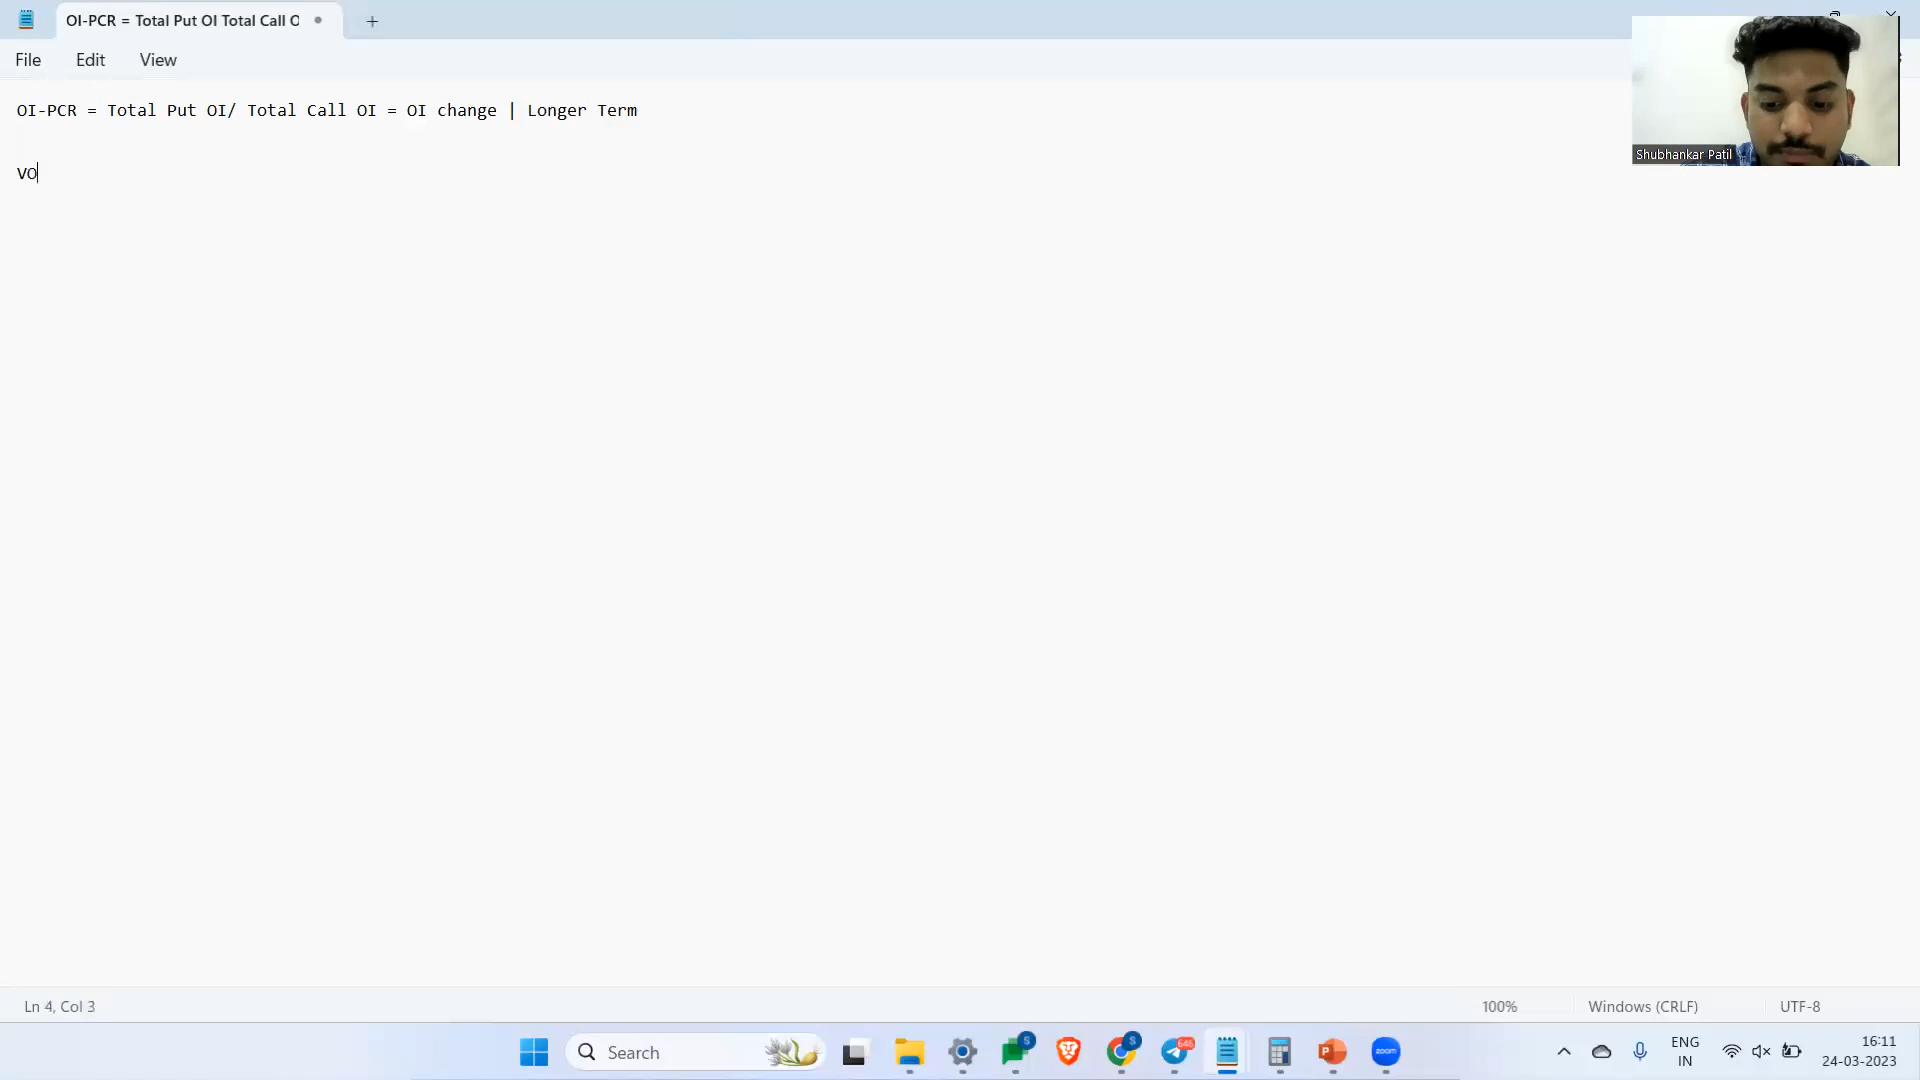 OI-PCR = Total Put OI Total Call O
File Edit View
OI-PCR = Total Put OI/ Total Call OI = OI change | Longer Term
VO
Shubhankar Patil
Ln 4, Col 3
100%
Windows (CRLF)
UTF-8
Search
S
S
646
P
zoom
ENG
IN
16:11
24-03-2023